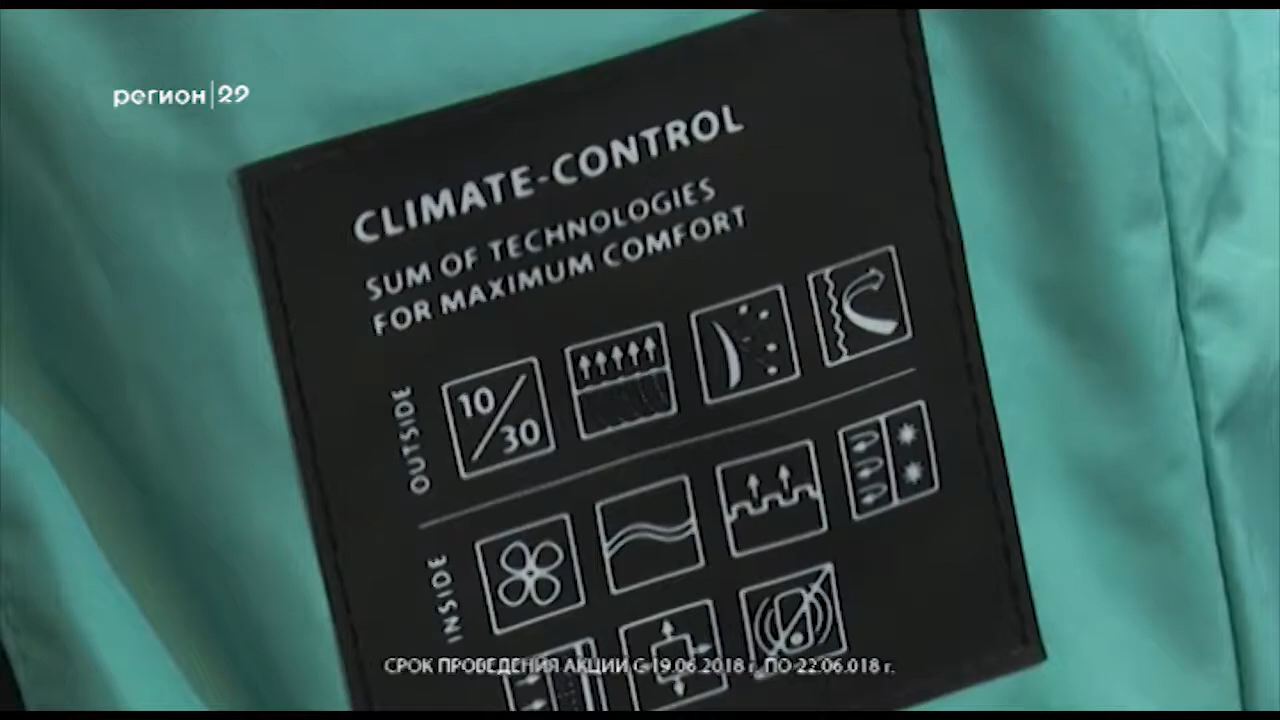 регион|29
CLIMATE-CONTROL
SUM OF TECHNOLOGIES
FOR MAXIMUM COMFORT
OUTSIDE
10/30
INSIDE
СРОК ПРОВЕДЕНИЯ АКЦИИ С 19.06.2018 г. ПО 22.06.018 г.